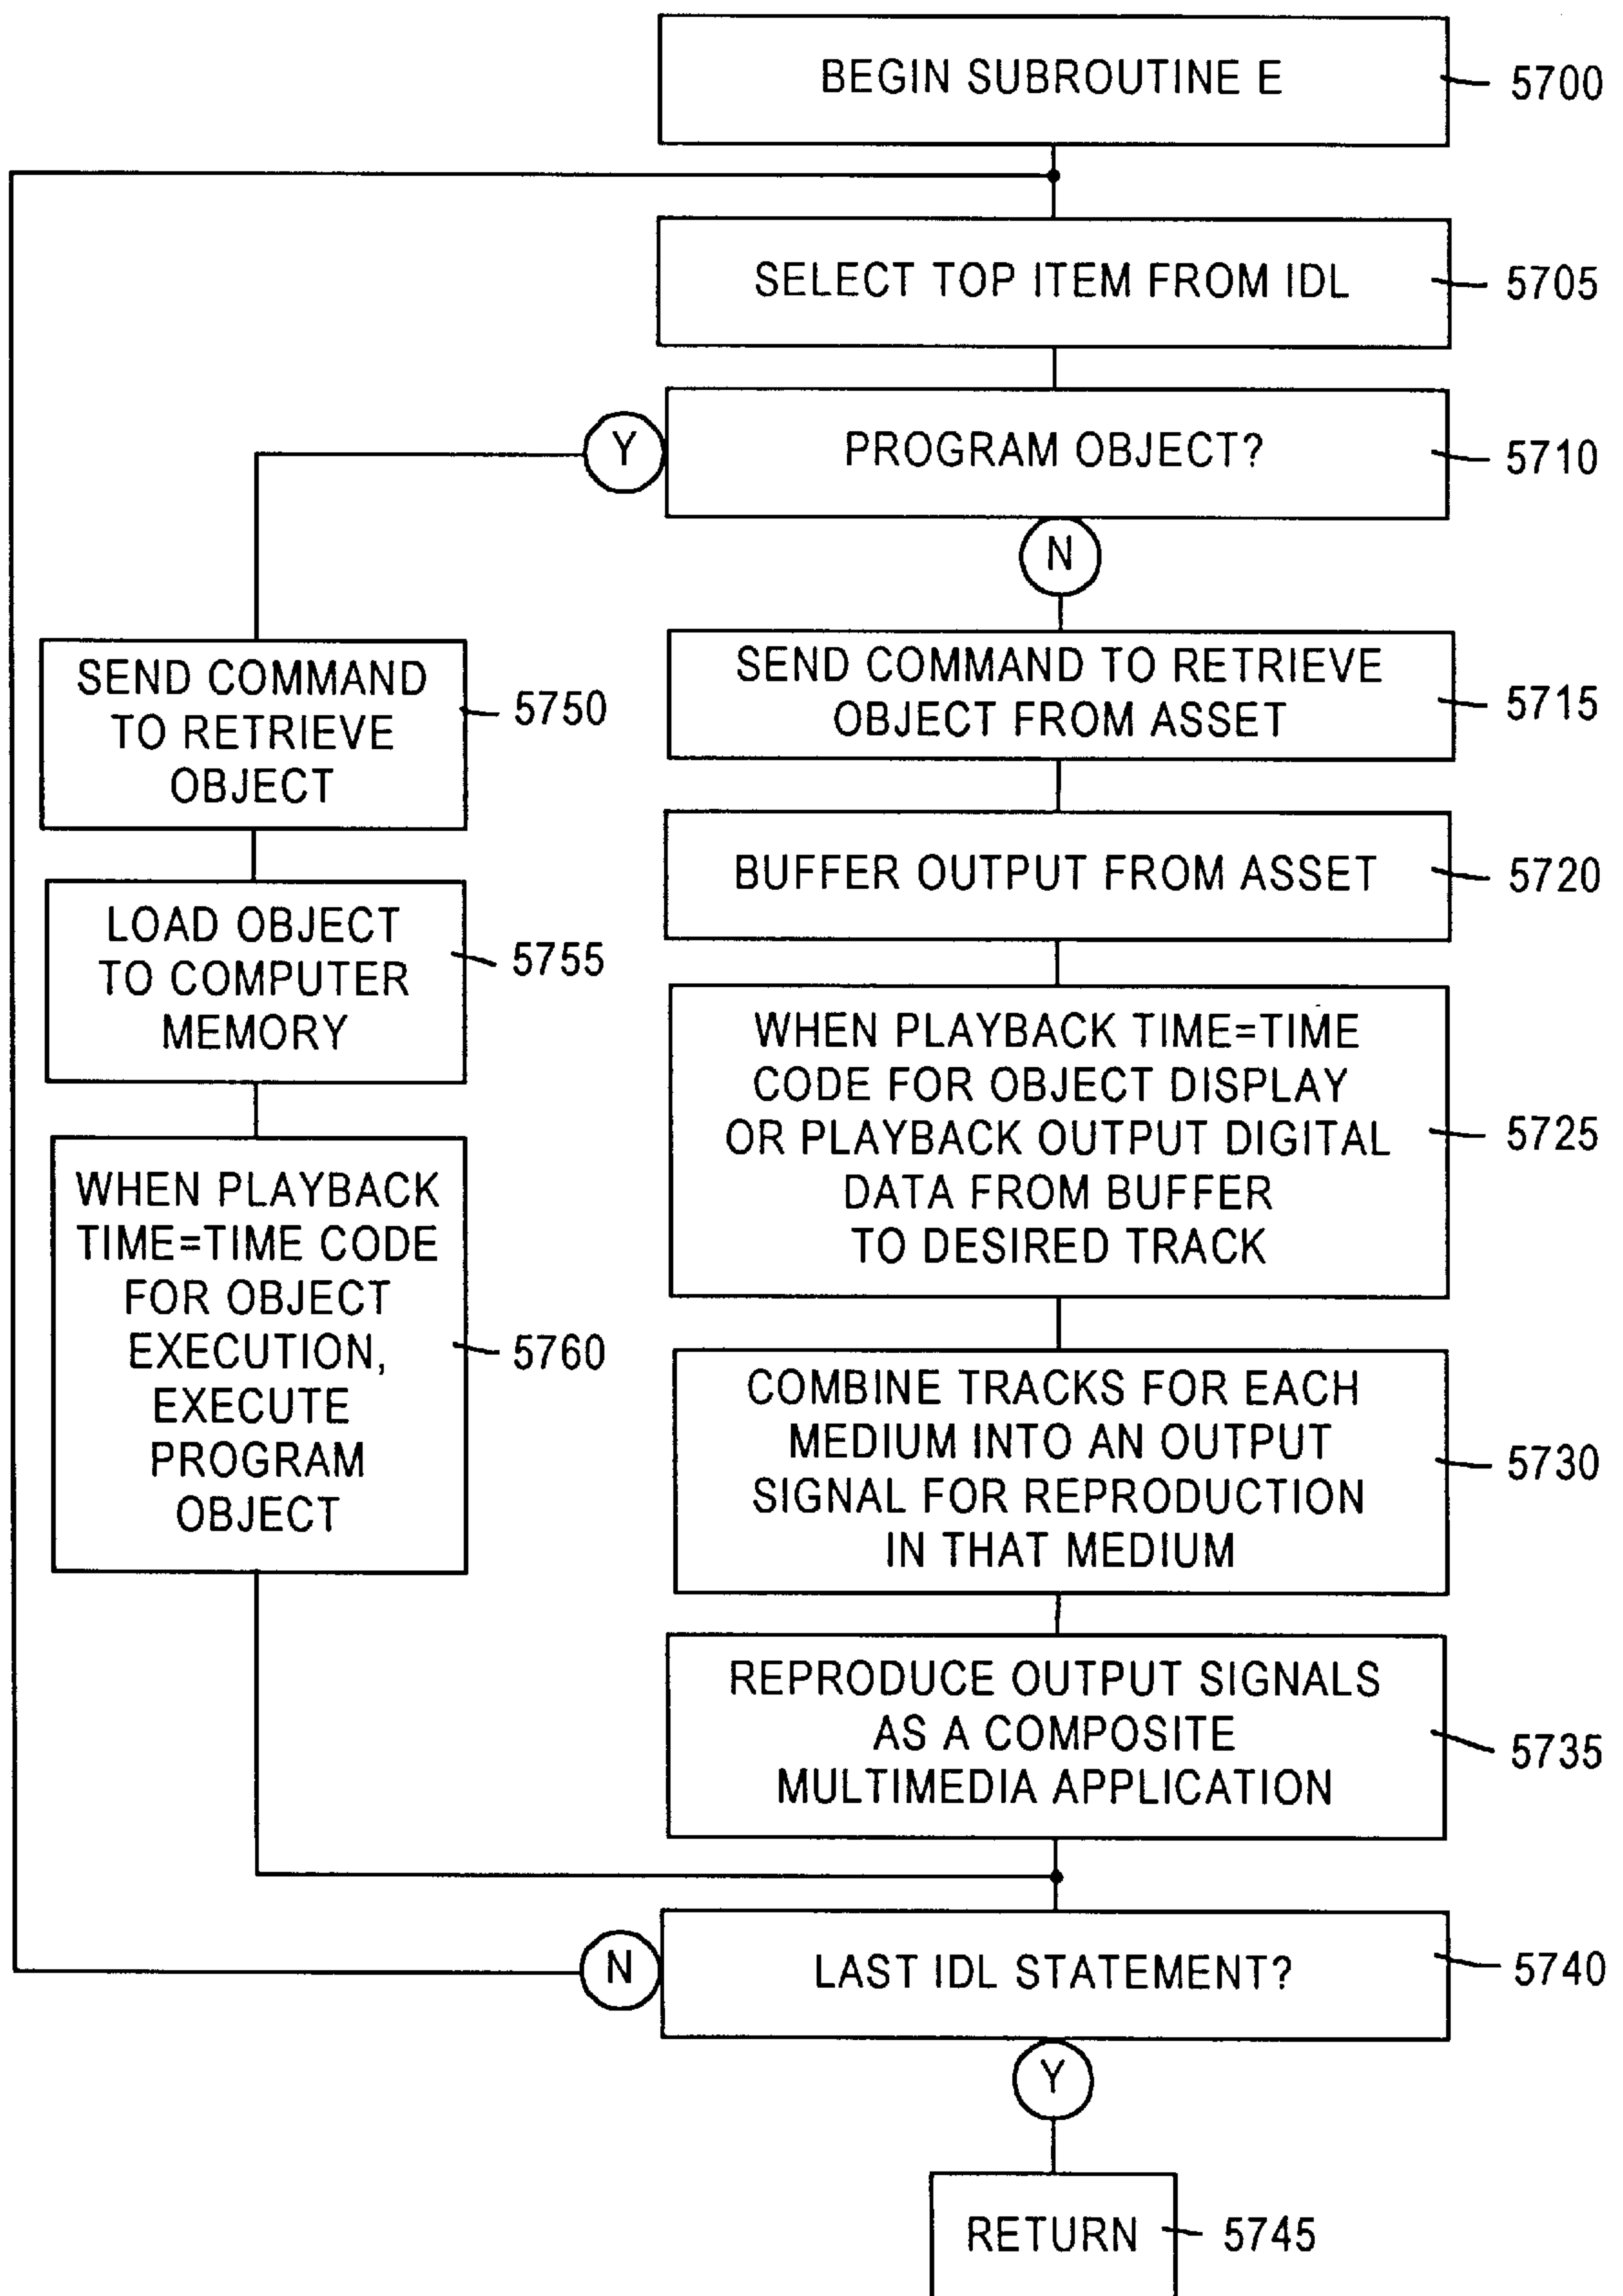 BEGIN SUBROUTINE E
5700
SELECT TOP ITEM FROM IDL
5705
PROGRAM OBJECT?
5710
Y
N
SEND COMMAND
TO RETRIEVE
OBJECT
5750
SEND COMMAND TO RETRIEVE
OBJECT FROM ASSET
5715
BUFFER OUTPUT FROM ASSET
5720
LOAD OBJECT
TO COMPUTER
MEMORY
5755
WHEN PLAYBACK TIME=TIME
CODE FOR OBJECT DISPLAY
OR PLAYBACK OUTPUT DIGITAL
DATA FROM BUFFER
TO DESIRED TRACK
5725
WHEN PLAYBACK
TIME=TIME CODE
FOR OBJECT
EXECUTION,
EXECUTE
PROGRAM
OBJECT
5760
COMBINE TRACKS FOR EACH
MEDIUM INTO AN OUTPUT
SIGNAL FOR REPRODUCTION
IN THAT MEDIUM
5730
REPRODUCE OUTPUT SIGNALS
AS A COMPOSITE
MULTIMEDIA APPLICATION
5735
N
LAST IDL STATEMENT?
5740
Y
RETURN
5745